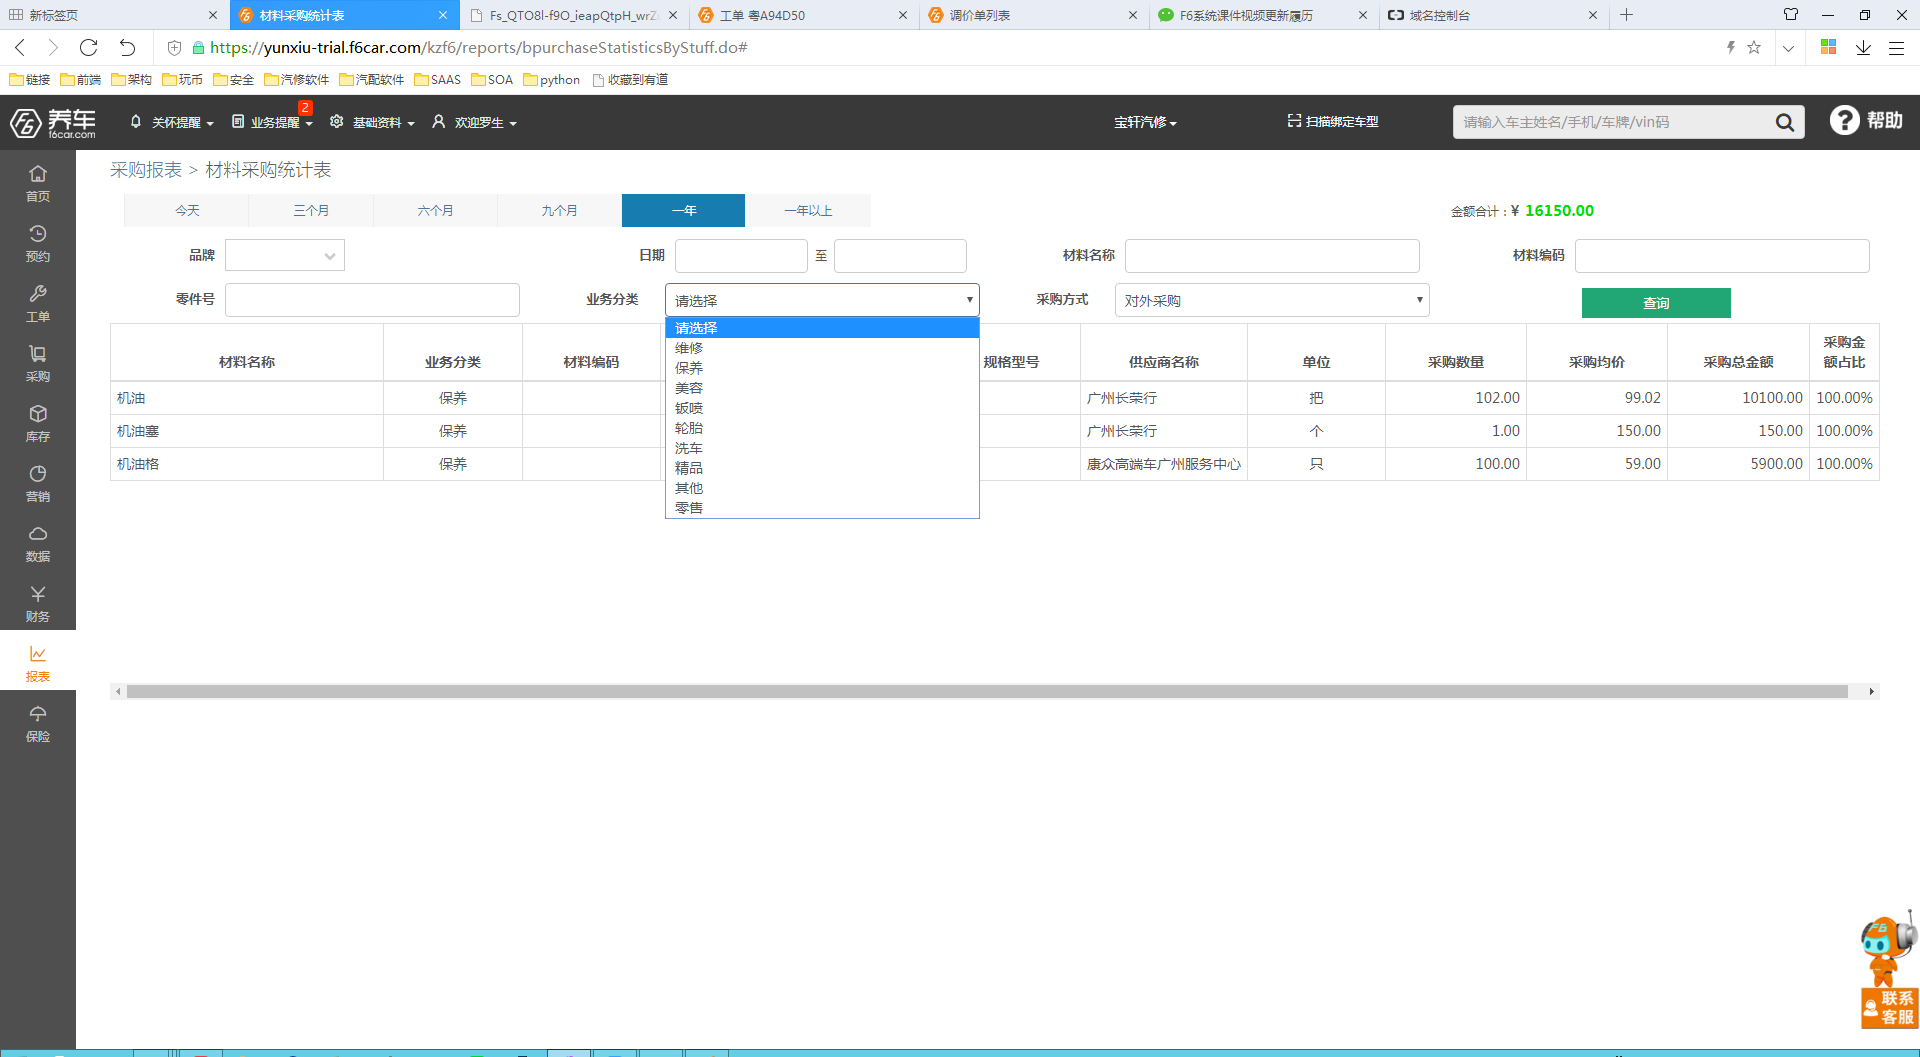 新标签页
材料采购统计表
Fs_QTO8l-f9O_ieapQtpH_wrZ
工单 粤A94D50
调价单列表
F6系统课件视频更新履历
域名控制台
https://yunxiu-trial.f6car.com/kzf6/reports/bpurchaseStatisticsByStuff.do#
链接 前端 架构 玩币 安全 汽修软件 汽配软件 SAAS SOA python 收藏到有道
养车
f6car.com
关怀提醒 业务提醒 2 基础资料 欢迎罗生 宝轩汽修 扫描绑定车型 请输入车主姓名/手机/车牌/vin码 帮助
首页
预约
工单
采购
库存
营销
数据
财务
报表
保险
采购报表 > 材料采购统计表
今天 三个月 六个月 九个月 一年 一年以上 金额合计：¥ 16150.00
品牌 日期 至 材料名称 材料编码
零件号 业务分类 请选择 采购方式 对外采购 查询
请选择
维修
保养
美容
钣喷
轮胎
洗车
精品
其他
零售
材料名称 业务分类 材料编码 规格型号 供应商名称 单位 采购数量 采购均价 采购总金额 采购金
额占比
机油 保养 广州长荣行 把 102.00 99.02 10100.00 100.00%
机油塞 保养 广州长荣行 个 1.00 150.00 150.00 100.00%
机油格 保养 康众高端车广州服务中心 只 100.00 59.00 5900.00 100.00%
F6
联系
客服